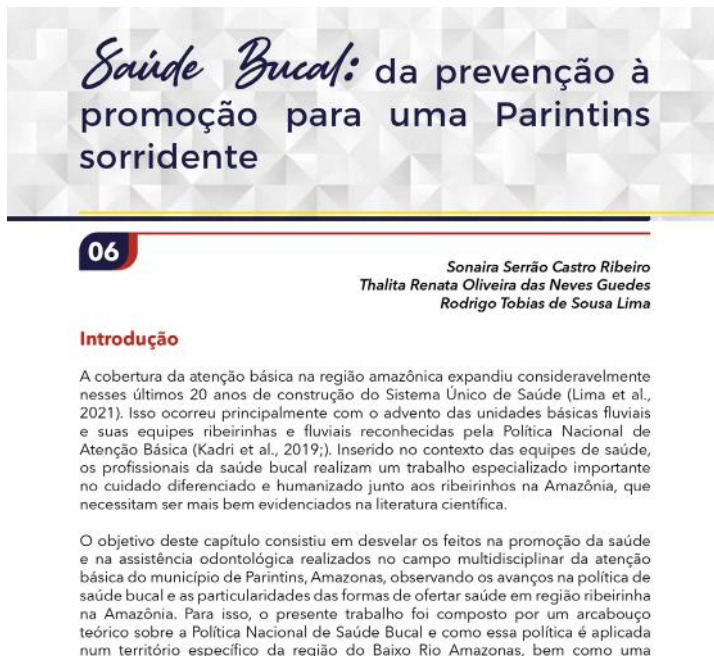 Saúde Bucal: da prevenção à
promoção para uma Parintins
sorridente
06
Sonaira Serrão Castro Ribeiro
Thalita Renata Oliveira das Neves Guedes
Rodrigo Tobias de Sousa Lima
Introdução
A cobertura da atenção básica na região amazônica expandiu consideravelmente
nesses últimos 20 anos de construção do Sistema Único de Saúde (Lima et al.,
2021). Isso ocorreu principalmente com o advento das unidades básicas fluviais
e suas equipes ribeirinhas e fluviais reconhecidas pela Política Nacional de
Atenção Básica (Kadri et al., 2019;). Inserido no contexto das equipes de saúde,
os profissionais da saúde bucal realizam um trabalho especializado importante
no cuidado diferenciado e humanizado junto aos ribeirinhos na Amazônia, que
necessitam ser mais bem evidenciados na literatura científica.
O objetivo deste capítulo consistiu em desvelar os feitos na promoção da saúde
e na assistência odontológica realizados no campo multidisciplinar da atenção
básica do município de Parintins, Amazonas, observando os avanços na política de
saúde bucal e as particularidades das formas de ofertar saúde em região ribeirinha
na Amazônia. Para isso, o presente trabalho foi composto por um arcabouço
teórico sobre a Política Nacional de Saúde Bucal e como essa política é aplicada
num território específico da região do Baixo Rio Amazonas, bem como uma